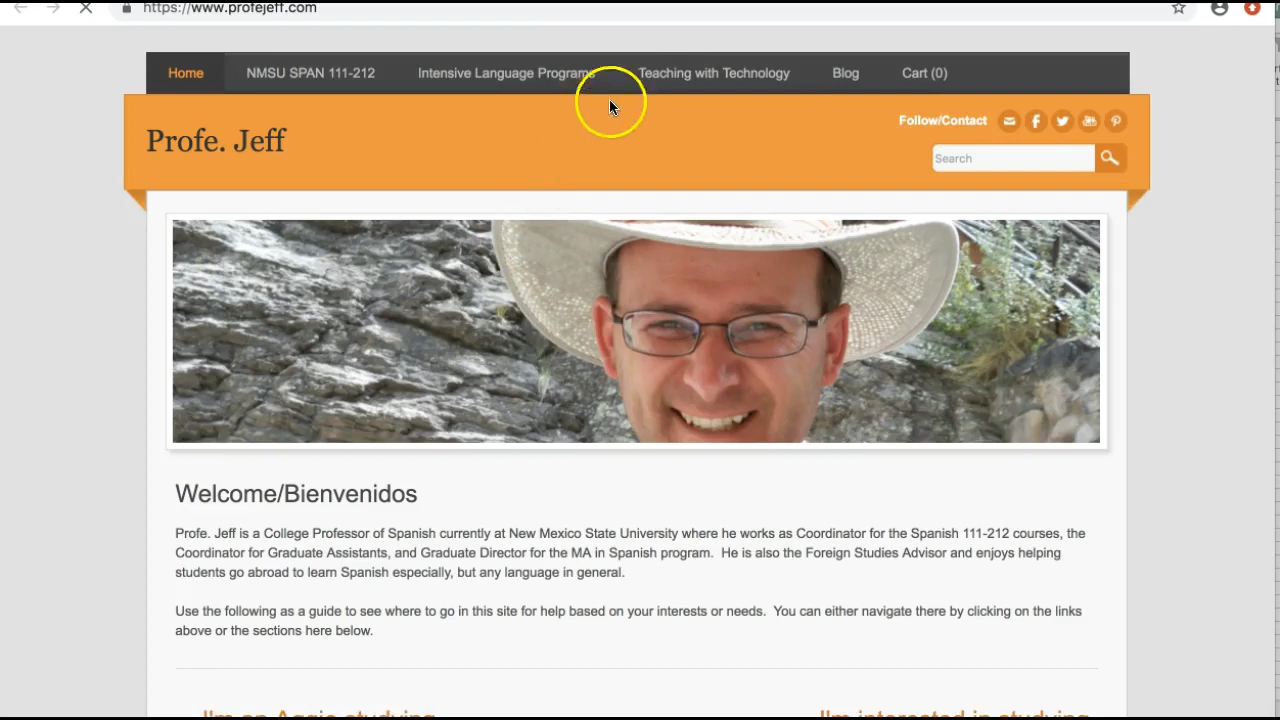 https://www.profejeff.com
Home NMSU SPAN 111-212 Intensive Language Programs Teaching with Technology Blog Cart (0)
Profe. Jeff
Follow/Contact
Search
Welcome/Bienvenidos
Profe. Jeff is a College Professor of Spanish currently at New Mexico State University where he works as Coordinator for the Spanish 111-212 courses, the
Coordinator for Graduate Assistants, and Graduate Director for the MA in Spanish program.  He is also the Foreign Studies Advisor and enjoys helping
students go abroad to learn Spanish especially, but any language in general.
Use the following as a guide to see where to go in this site for help based on your interests or needs.  You can either navigate there by clicking on the links
above or the sections here below.
I'm an Aggie studying I'm interested in studying